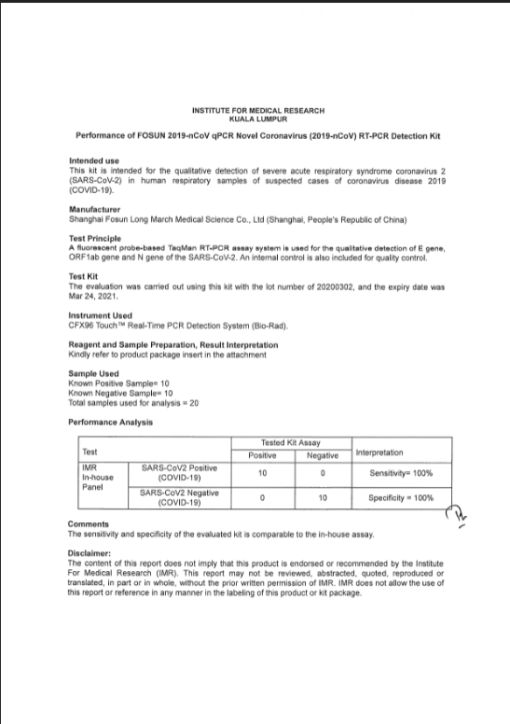 INSTITUTE FOR MEDICAL RESEARCH
KUALA LUMPUR
Performance of FOSUN 2019-nCoV qPCR Novel Coronavirus (2019-nCoV) RT-PCR Detection Kit
Intended use
This kit is intended for the qualitative detection of severe acute respiratory syndrome coronavirus 2
(SARS-CoV-2) in human respiratory samples of suspected cases of coronavirus disease 2019
(COVID-19).
Manufacturer
Shanghai Fosun Long March Medical Science Co., Ltd (Shanghai, People's Republic of China)
Test Principle
A fluorescent probe-based TaqMan RT-PCR assay system is used for the qualitative detection of E gene,
ORF1ab gene and N gene of the SARS-CoV-2. An internal control is also included for quality control.
Test Kit
The evaluation was carried out using this kit with the lot number of 20200302, and the expiry date was
Mar 24, 2021.
Instrument Used
CFX96 Touch™ Real-Time PCR Detection System (Bio-Rad).
Reagent and Sample Preparation, Result Interpretation
Kindly refer to product package insert in the attachment
Sample Used
Known Positive Sample= 10
Known Negative Sample= 10
Total samples used for analysis = 20
Performance Analysis
Test Tested Kit Assay Interpretation
Positive Negative
IMR In-house Panel SARS-CoV2 Positive (COVID-19) 10 0 Sensitivity= 100%
SARS-CoV2 Negative (COVID-19) 0 10 Specificity = 100%
Comments
The sensitivity and specificity of the evaluated kit is comparable to the in-house assay.
Disclaimer:
The content of this report does not imply that this product is endorsed or recommended by the Institute
For Medical Research (IMR). This report may not be reviewed, abstracted, quoted, reproduced or
translated, in part or in whole, without the prior written permission of IMR. IMR does not allow the use of
this report or reference in any manner in the labeling of this product or kit package.